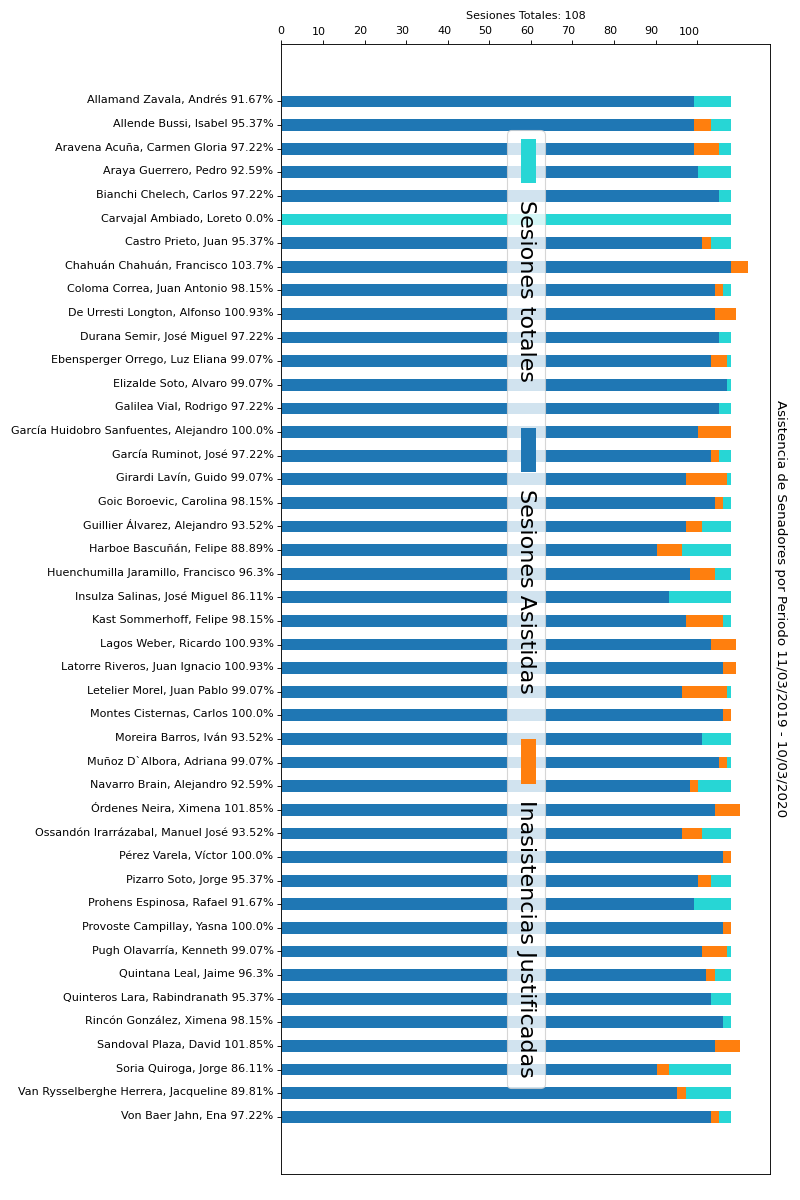 Sesiones Totales: 108
0 10 20 30 40 50 60 70 80 90 100
Allamand Zavala, Andrés 91.67%
Allende Bussi, Isabel 95.37%
Aravena Acuña, Carmen Gloria 97.22%
Araya Guerrero, Pedro 92.59%
Bianchi Chelech, Carlos 97.22%
Carvajal Ambiado, Loreto 0.0%
Castro Prieto, Juan 95.37%
Chahuán Chahuán, Francisco 103.7%
Coloma Correa, Juan Antonio 98.15%
De Urresti Longton, Alfonso 100.93%
Durana Semir, José Miguel 97.22%
Ebensperger Orrego, Luz Eliana 99.07%
Elizalde Soto, Alvaro 99.07%
Galilea Vial, Rodrigo 97.22%
García Huidobro Sanfuentes, Alejandro 100.0%
García Ruminot, José 97.22%
Girardi Lavín, Guido 99.07%
Goic Boroevic, Carolina 98.15%
Guillier Álvarez, Alejandro 93.52%
Harboe Bascuñán, Felipe 88.89%
Huenchumilla Jaramillo, Francisco 96.3%
Insulza Salinas, José Miguel 86.11%
Kast Sommerhoff, Felipe 98.15%
Lagos Weber, Ricardo 100.93%
Latorre Riveros, Juan Ignacio 100.93%
Letelier Morel, Juan Pablo 99.07%
Montes Cisternas, Carlos 100.0%
Moreira Barros, Iván 93.52%
Muñoz D`Albora, Adriana 99.07%
Navarro Brain, Alejandro 92.59%
Órdenes Neira, Ximena 101.85%
Ossandón Irarrázabal, Manuel José 93.52%
Pérez Varela, Víctor 100.0%
Pizarro Soto, Jorge 95.37%
Prohens Espinosa, Rafael 91.67%
Provoste Campillay, Yasna 100.0%
Pugh Olavarría, Kenneth 99.07%
Quintana Leal, Jaime 96.3%
Quinteros Lara, Rabindranath 95.37%
Rincón González, Ximena 98.15%
Sandoval Plaza, David 101.85%
Soria Quiroga, Jorge 86.11%
Van Rysselberghe Herrera, Jacqueline 89.81%
Von Baer Jahn, Ena 97.22%
Sesiones totales
Sesiones Asistidas
Inasistencias Justificadas
Asistencia de Senadores por Periodo 11/03/2019 - 10/03/2020